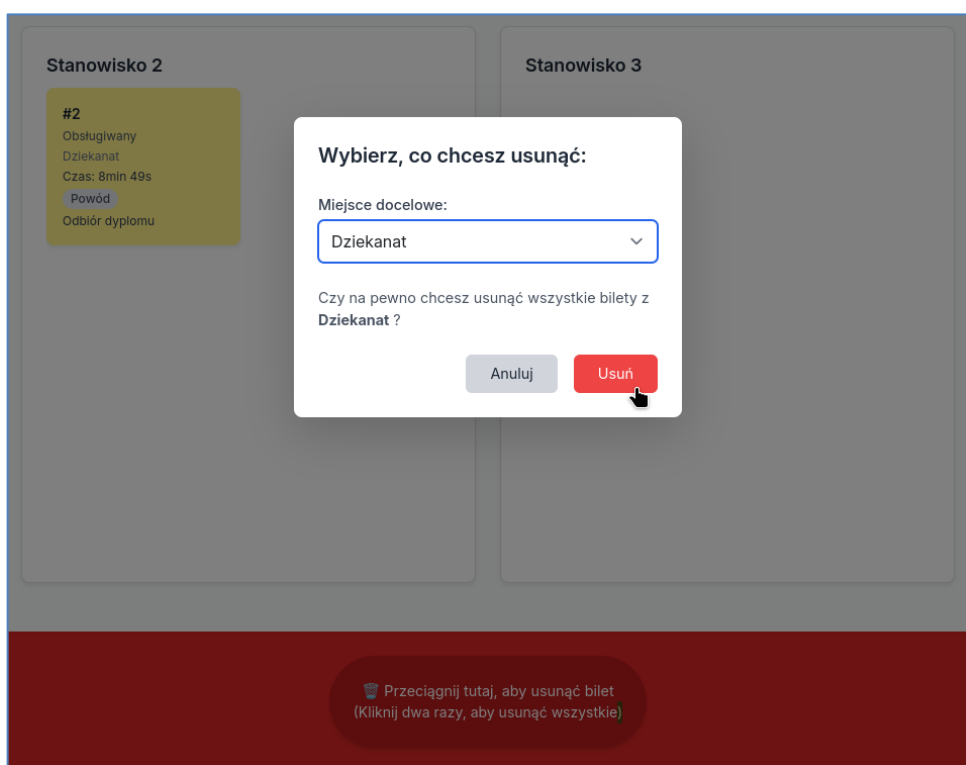 Stanowisko 2
#2
Obsługiwany
Dziekanat
Czas: 8min 49s
Powód
Odbiór dyplomu
Stanowisko 3
Wybierz, co chcesz usunąć:
Miejsce docelowe:
Dziekanat
Czy na pewno chcesz usunąć wszystkie bilety z
Dziekanat ?
Anuluj
Usuń
🗑️ Przeciągnij tutaj, aby usunąć bilet
(Kliknij dwa razy, aby usunąć wszystkie)